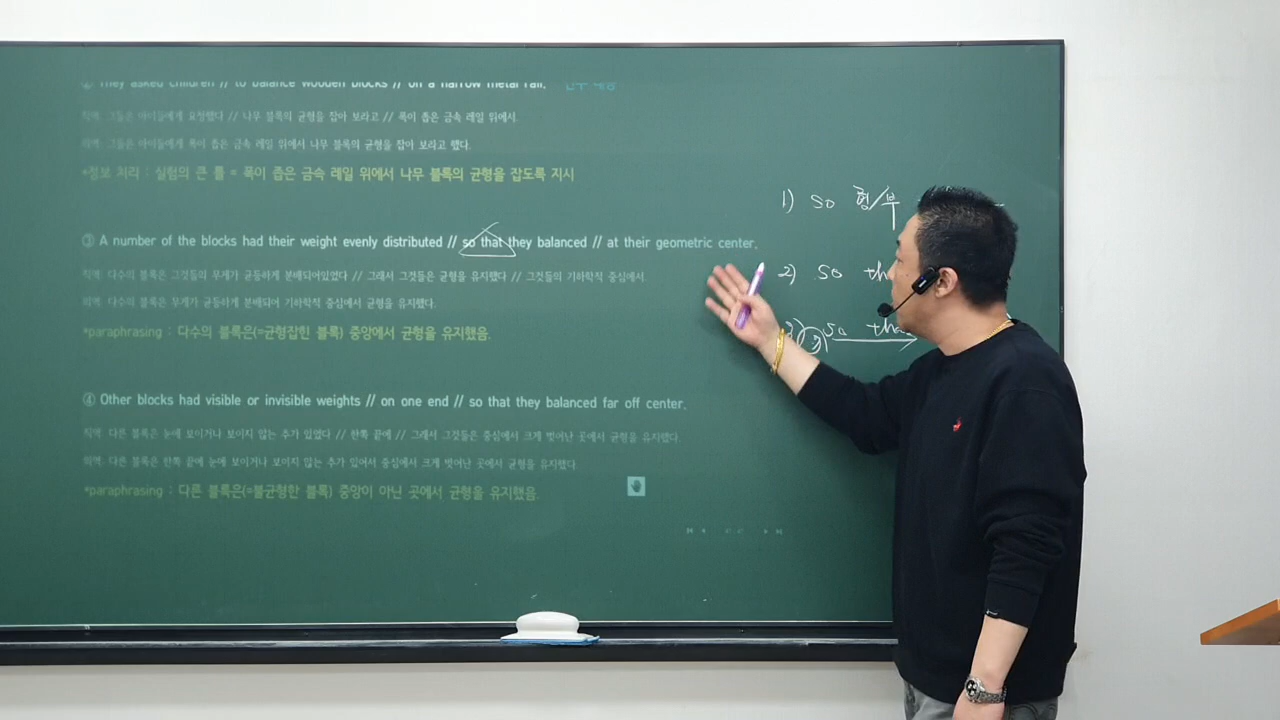 ② They asked children // to balance wooden blocks // on a narrow metal rail.
직역: 그들은 아이들에게 요청했다 // 나무 블록의 균형을 잡아 보라고 // 폭이 좁은 금속 레일 위에서.
의역: 그들은 아이들에게 폭이 좁은 금속 레일 위에서 나무 블록의 균형을 잡아 보라고 했다.
*정보 처리 : 실험의 큰 틀 = 폭이 좁은 금속 레일 위에서 나무 블록의 균형을 잡도록 지시
1) so 형/부
③ A number of the blocks had their weight evenly distributed // so that they balanced // at their geometric center.
직역: 다수의 블록은 그것들의 무게가 균등하게 분배되어있었다 // 그래서 그것들은 균형을 유지했다 // 그것들의 기하학적 중심에서.
2) so
의역: 다수의 블록은 무게가 균등하게 분배되어 기하학적 중심에서 균형을 유지했다.
*paraphrasing : 다수의 블록은(=균형잡힌 블록) 중앙에서 균형을 유지했음.
3) so
④ Other blocks had visible or invisible weights // on one end // so that they balanced far off center.
직역: 다른 블록은 눈에 보이거나 보이지 않는 추가 있었다 // 한쪽 끝에 // 그래서 그것들은 중심에서 크게 벗어난 곳에서 균형을 유지했다.
의역: 다른 블록은 한쪽 끝에 눈에 보이거나 보이지 않는 추가 있어서 중심에서 크게 벗어난 곳에서 균형을 유지했다.
*paraphrasing : 다른 블록은(=불균형한 블록) 중앙이 아닌 곳에서 균형을 유지했음.